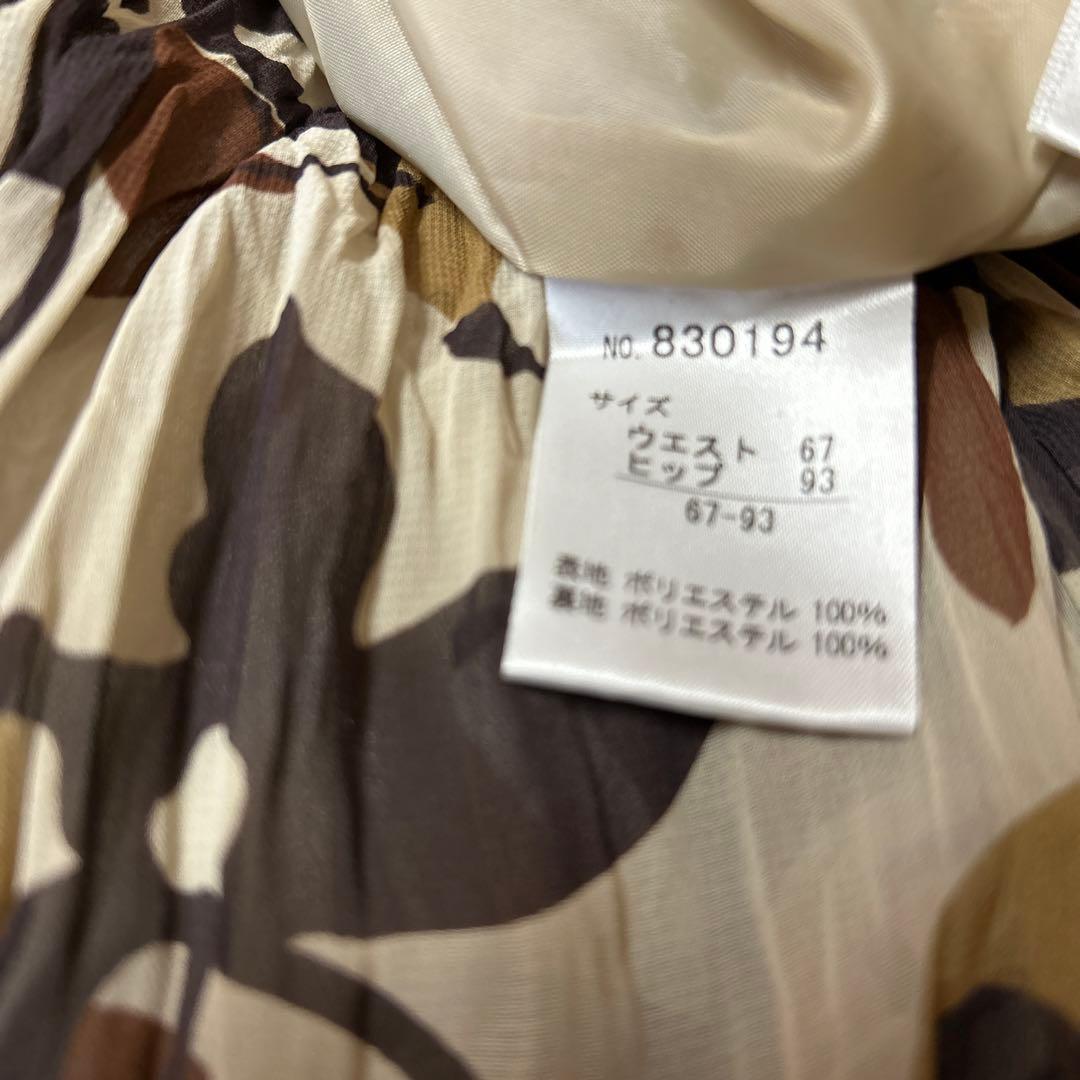 NO. 830194
サイズ
ウエスト 67
ヒップ 93
67-93
表地 ポリエステル 100%
裏地 ポリエステル 100%